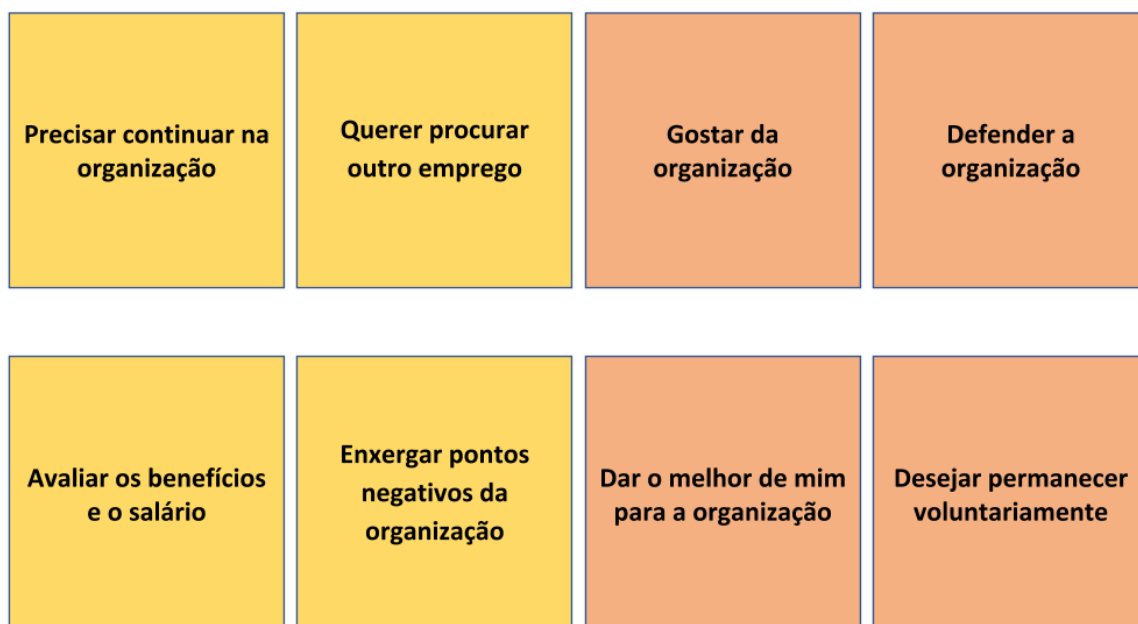 Precisar continuar na
organização
Querer procurar
outro emprego
Gostar da
organização
Defender a
organização
Avaliar os benefícios
e o salário
Enxergar pontos
negativos da
organização
Dar o melhor de mim
para a organização
Desejar permanecer
voluntariamente